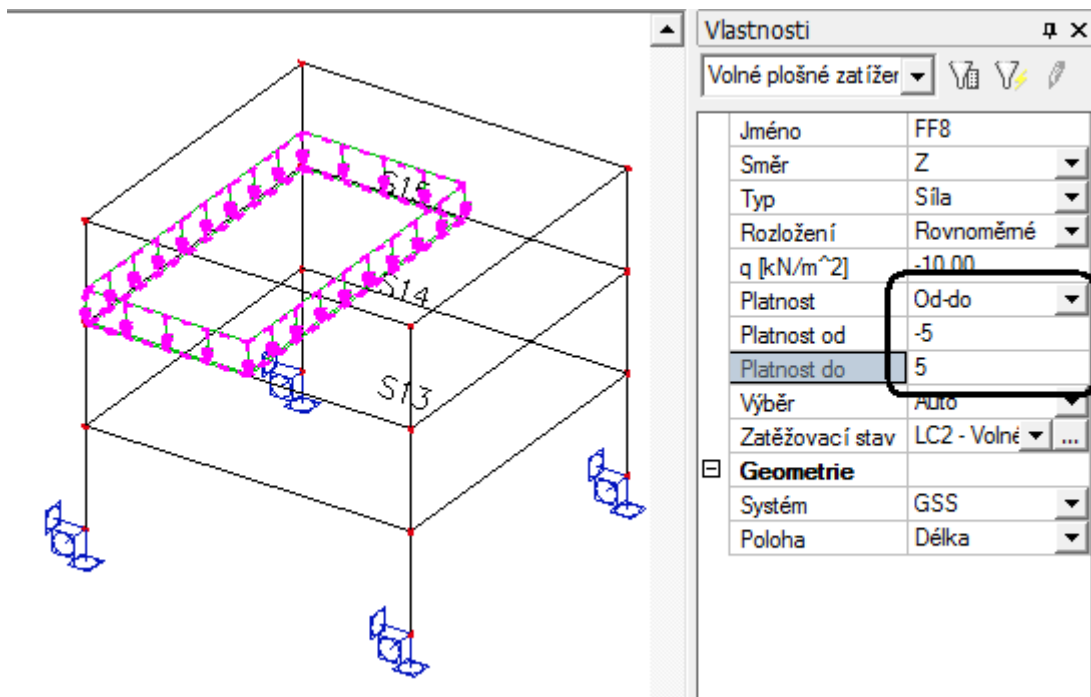 S15
S14
S13
Vlastnosti
Volné plošné zatížer
Jméno FF8
Směr Z
Typ Síla
Rozložení Rovnoměrné
q [kN/m^2] -10.00
Platnost Od-do
Platnost od -5
Platnost do 5
Výběr Auto
Zatěžovací stav LC2 - Volné ...
Geometrie
Systém GSS
Poloha Délka